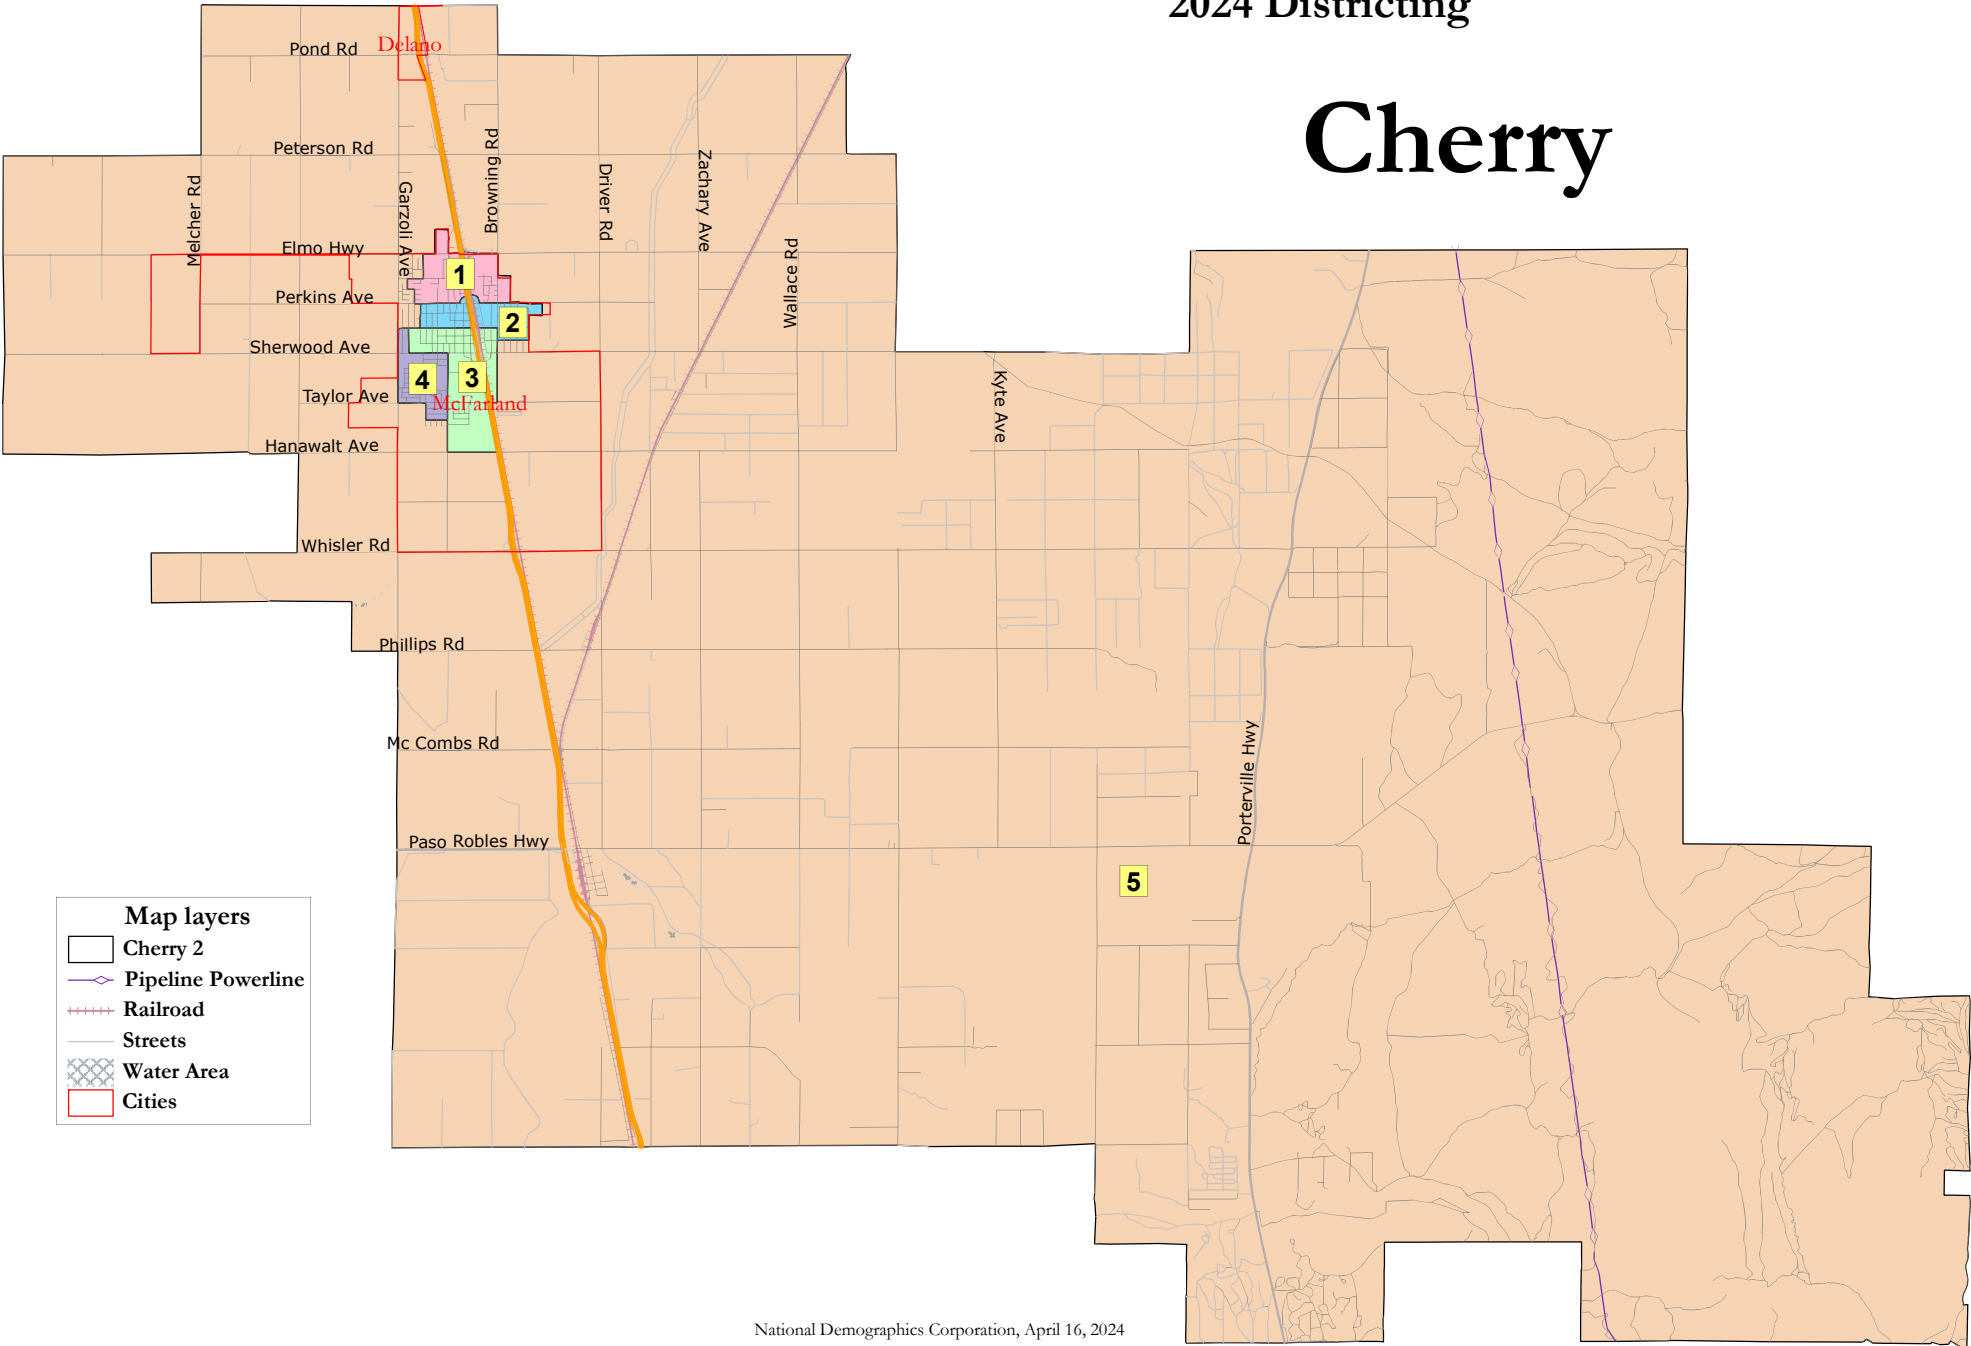 2024 Districting
Cherry
Pond Rd
Delano
Peterson Rd
Melcher Rd
Garzoli Ave
Browning Rd
Driver Rd
Zachary Ave
Wallace Rd
Elmo Hwy
1
Perkins Ave
2
Sherwood Ave
4
3
Taylor Ave
McFarland
Kyte Ave
Hanawalt Ave
Whisler Rd
Phillips Rd
Mc Combs Rd
Porterville Hwy
Paso Robles Hwy
5
Map layers
Cherry 2
Pipeline Powerline
Railroad
Streets
Water Area
Cities
National Demographics Corporation, April 16, 2024